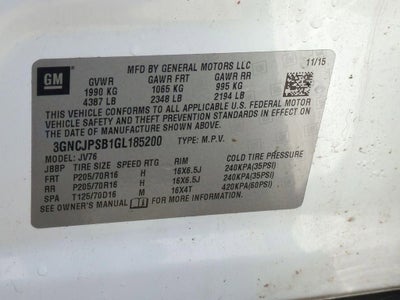 GM
MFD BY GENERAL MOTORS LLC
11/15
GVWR GAWR FRT GAWR RR
1990 KG 1065 KG 995 KG
4387 LB 2348 LB 2194 LB
THIS VEHICLE CONFORMS TO ALL APPLICABLE U.S. FEDERAL MOTOR
VEHICLE SAFETY AND THEFT PREVENTION STANDARDS IN EFFECT ON
THE DATE OF MANUFACTURE SHOWN ABOVE.
3GNCJPSB1GL185200 TYPE: M.P.V.
MODEL: JV76
JBBP TIRE SIZE SPEED RTG RIM COLD TIRE PRESSURE
FRT P205/70R16 H 16X6.5J 240KPA(35PSI)
RR P205/70R16 H 16X6.5J 240KPA(35PSI)
SPA T125/70D16 M 16X4T 420KPA(60PSI)
SEE OWNER'S MANUAL FOR ADDITIONAL INFORMATION.